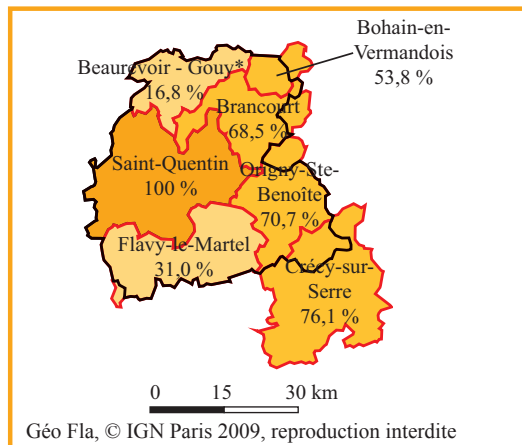 Bohain-en-
Vermandois
53,8 %
Beaurevoir - Gouy*
16,8 %
Brancourt
68,5 %
Saint-Quentin
100 %
Origny-Ste-
Benoîte
70,7 %
Flavy-le-Martel
31,0 %
Crécy-sur-
Serre
76,1 %
0 15 30 km
Géo Fla, © IGN Paris 2009, reproduction interdite